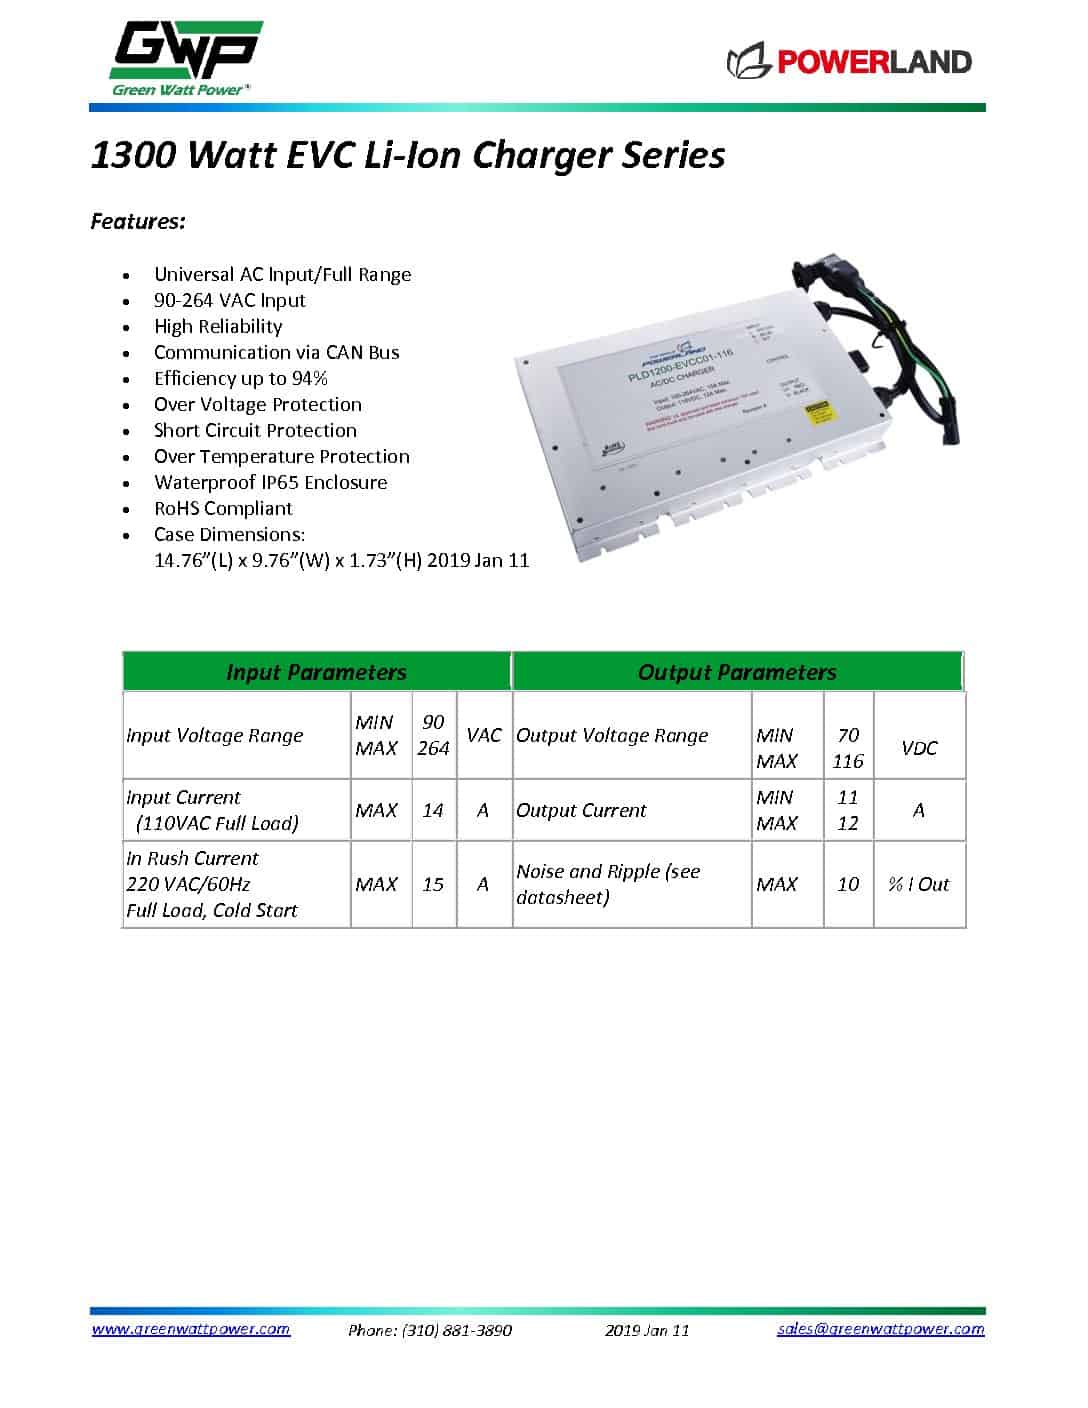 GWP
Green Watt Power®
POWERLAND
1300 Watt EVC Li-Ion Charger Series
Features:
• Universal AC Input/Full Range
• 90-264 VAC Input
• High Reliability
• Communication via CAN Bus
• Efficiency up to 94%
• Over Voltage Protection
• Short Circuit Protection
• Over Temperature Protection
• Waterproof IP65 Enclosure
• RoHS Compliant
• Case Dimensions:
14.76”(L) x 9.76”(W) x 1.73”(H) 2019 Jan 11
POWERLAND
PLD1200-EVCC01-116
AC/DC CHARGER
CONTROL
OUTPUT
Input Parameters Output Parameters
Input Voltage Range MIN 90 MAX 264 VAC Output Voltage Range MIN 70 MAX 116 VDC
Input Current (110VAC Full Load) MAX 14 A Output Current MIN 11 MAX 12 A
In Rush Current 220 VAC/60Hz Full Load, Cold Start MAX 15 A Noise and Ripple (see datasheet) MAX 10 % I Out
www.greenwattpower.com Phone: (310) 881-3890 2019 Jan 11 sales@greenwattpower.com